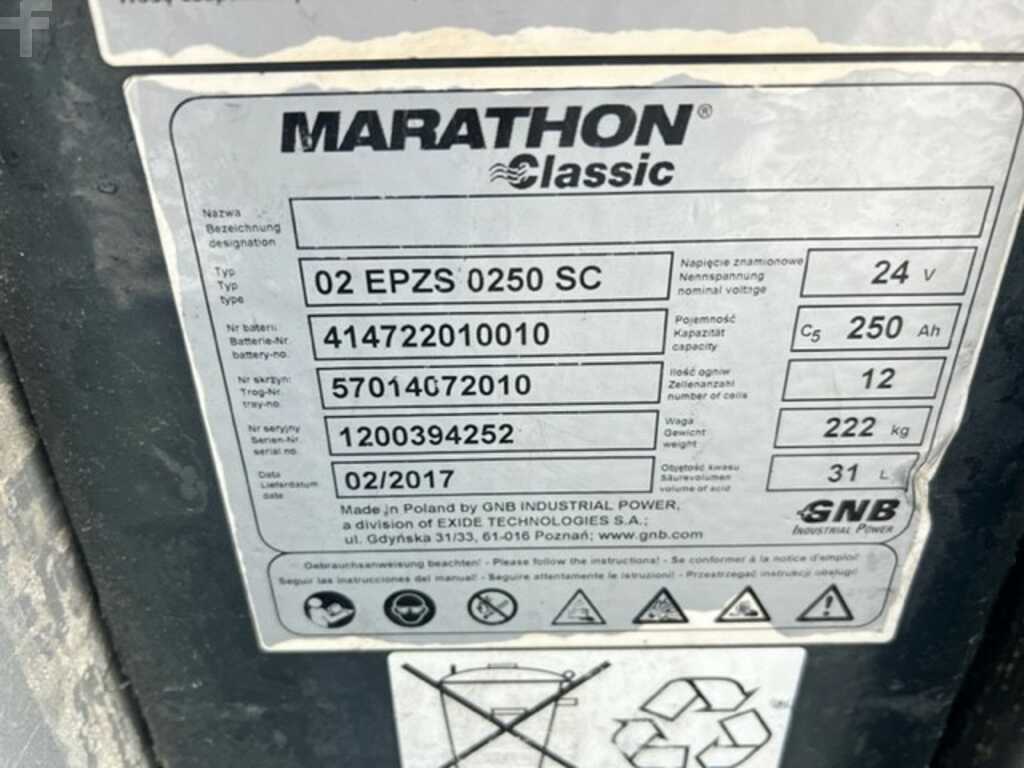 MARATHON®
Classic
Nazwa
Bezeichnung
designation
Typ
Typ
type
02 EPZS 0250 SC
Napięcie znamionowe
Nennspannung
nominal voltage
24 V
Nr baterii
Batterie-Nr.
battery-no.
414722010010
Pojemność
Kapazität
capacity
C5 250 Ah
Nr skrzyni
Trog-Nr.
tray-no.
57014072010
Ilość ogniw
Zellenanzahl
number of cells
12
Nr seryjny
Serien-Nr.
serial no.
1200394252
Waga
Gewicht
weight
222 kg
Data
Lieferdatum
date
02/2017
Objętość kwasu
Säurevolumen
volume of acid
31 L
Made in Poland by GNB INDUSTRIAL POWER,
a division of EXIDE TECHNOLOGIES S.A.;
ul. Gdyńska 31/33, 61-016 Poznań; www.gnb.com
GNB
INDUSTRIAL POWER
Gebrauchsanweisung beachten! - Please follow the instructions! - Se conformer à la notice d'emploi!
Seguir las instrucciones del manual! - Seguire attentamente le istruzioni! - Przestrzegać instrukcji obsługi!